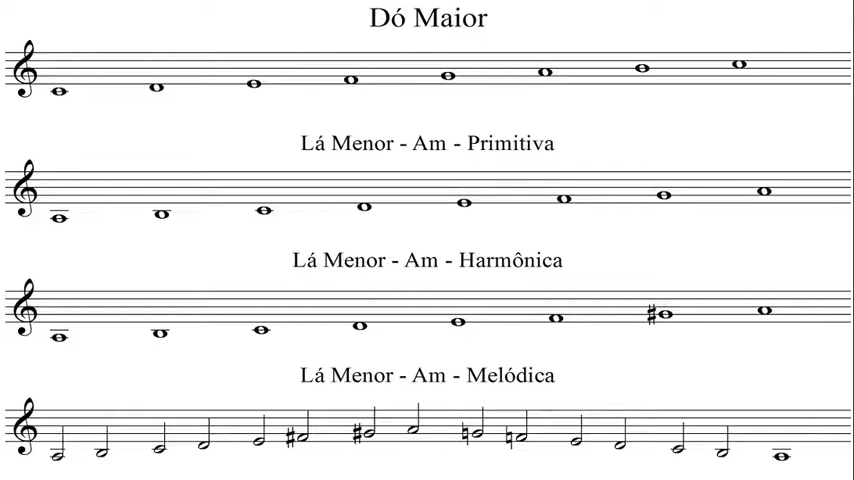 Dó Maior
Lá Menor - Am - Primitiva
Lá Menor - Am - Harmônica
Lá Menor - Am - Melódica